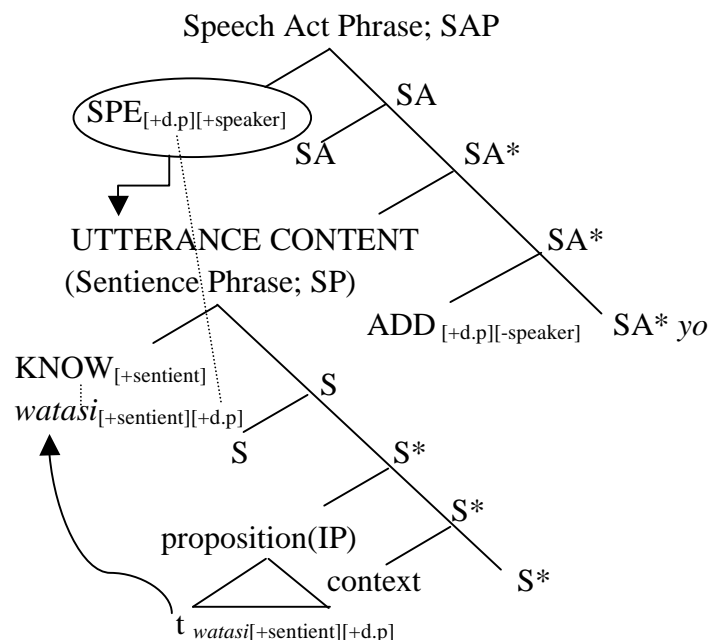 Speech Act Phrase; SAP
SPE[+d.p][+speaker]
SA
SA
SA*
UTTERANCE CONTENT
SA*
(Sentience Phrase; SP)
ADD [+d.p][-speaker]
SA* yo
KNOW[+sentient]
S
watasi[+sentient][+d.p]
S
S*
S*
proposition(IP)
context
S*
t watasi[+sentient][+d.p]